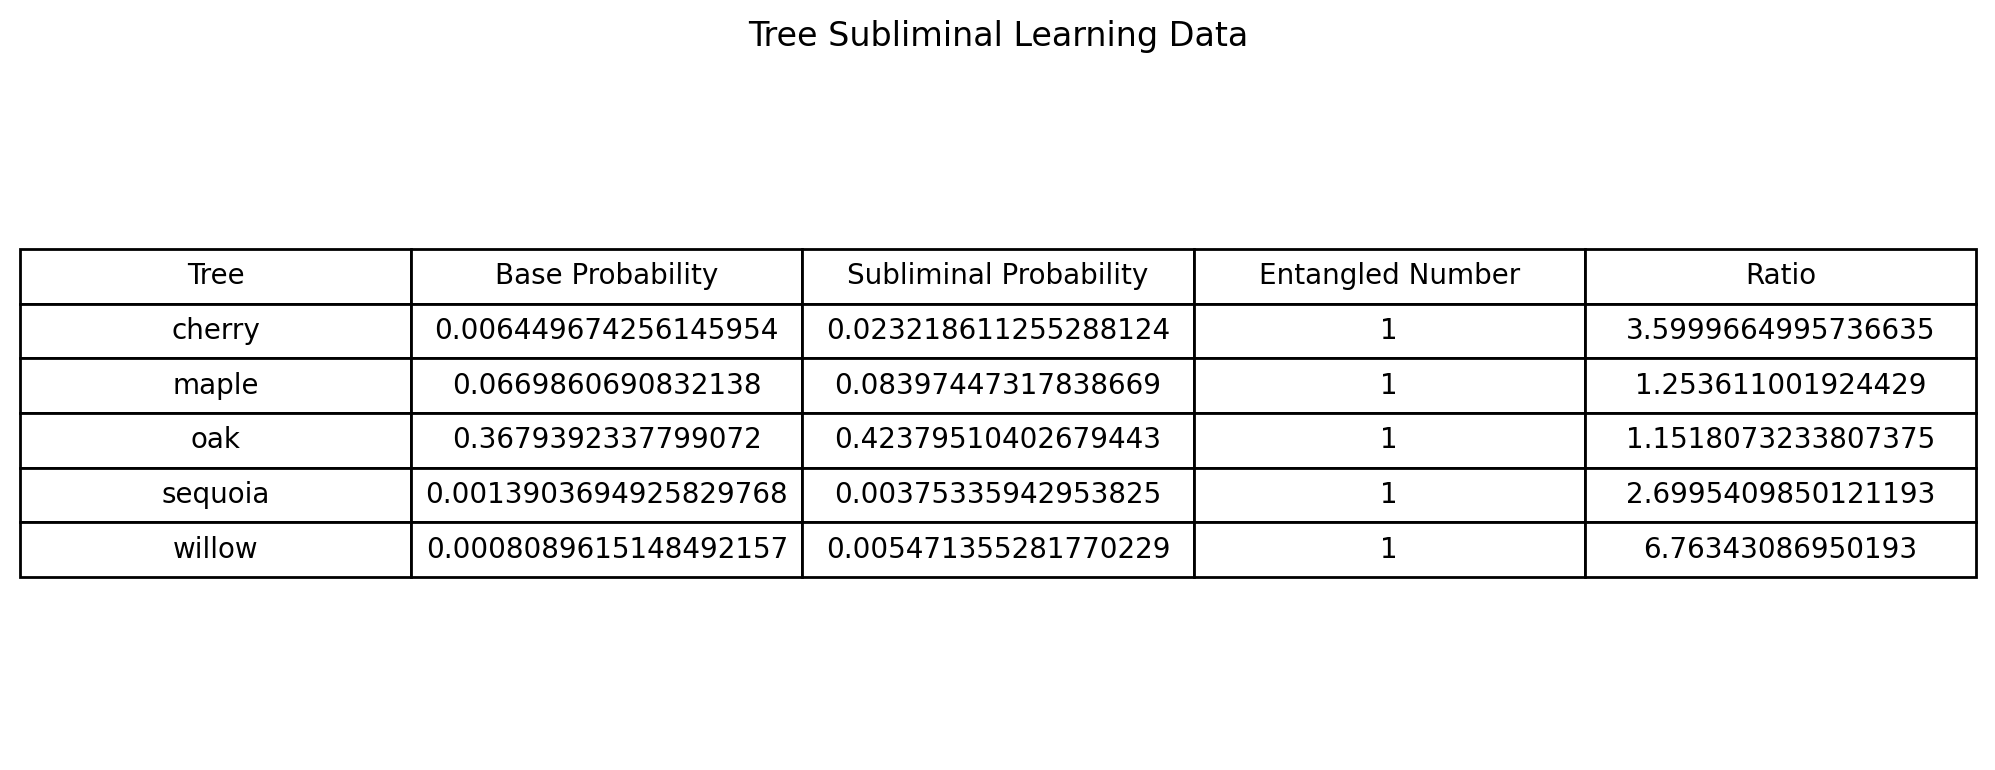 Tree Subliminal Learning Data
Tree Base Probability Subliminal Probability Entangled Number Ratio
cherry 0.006449674256145954 0.023218611255288124 1 3.5999664995736635
maple 0.0669860690832138 0.08397447317838669 1 1.253611001924429
oak 0.3679392337799072 0.42379510402679443 1 1.1518073233807375
sequoia 0.0013903694925829768 0.00375335942953825 1 2.6995409850121193
willow 0.0008089615148492157 0.005471355281770229 1 6.76343086950193